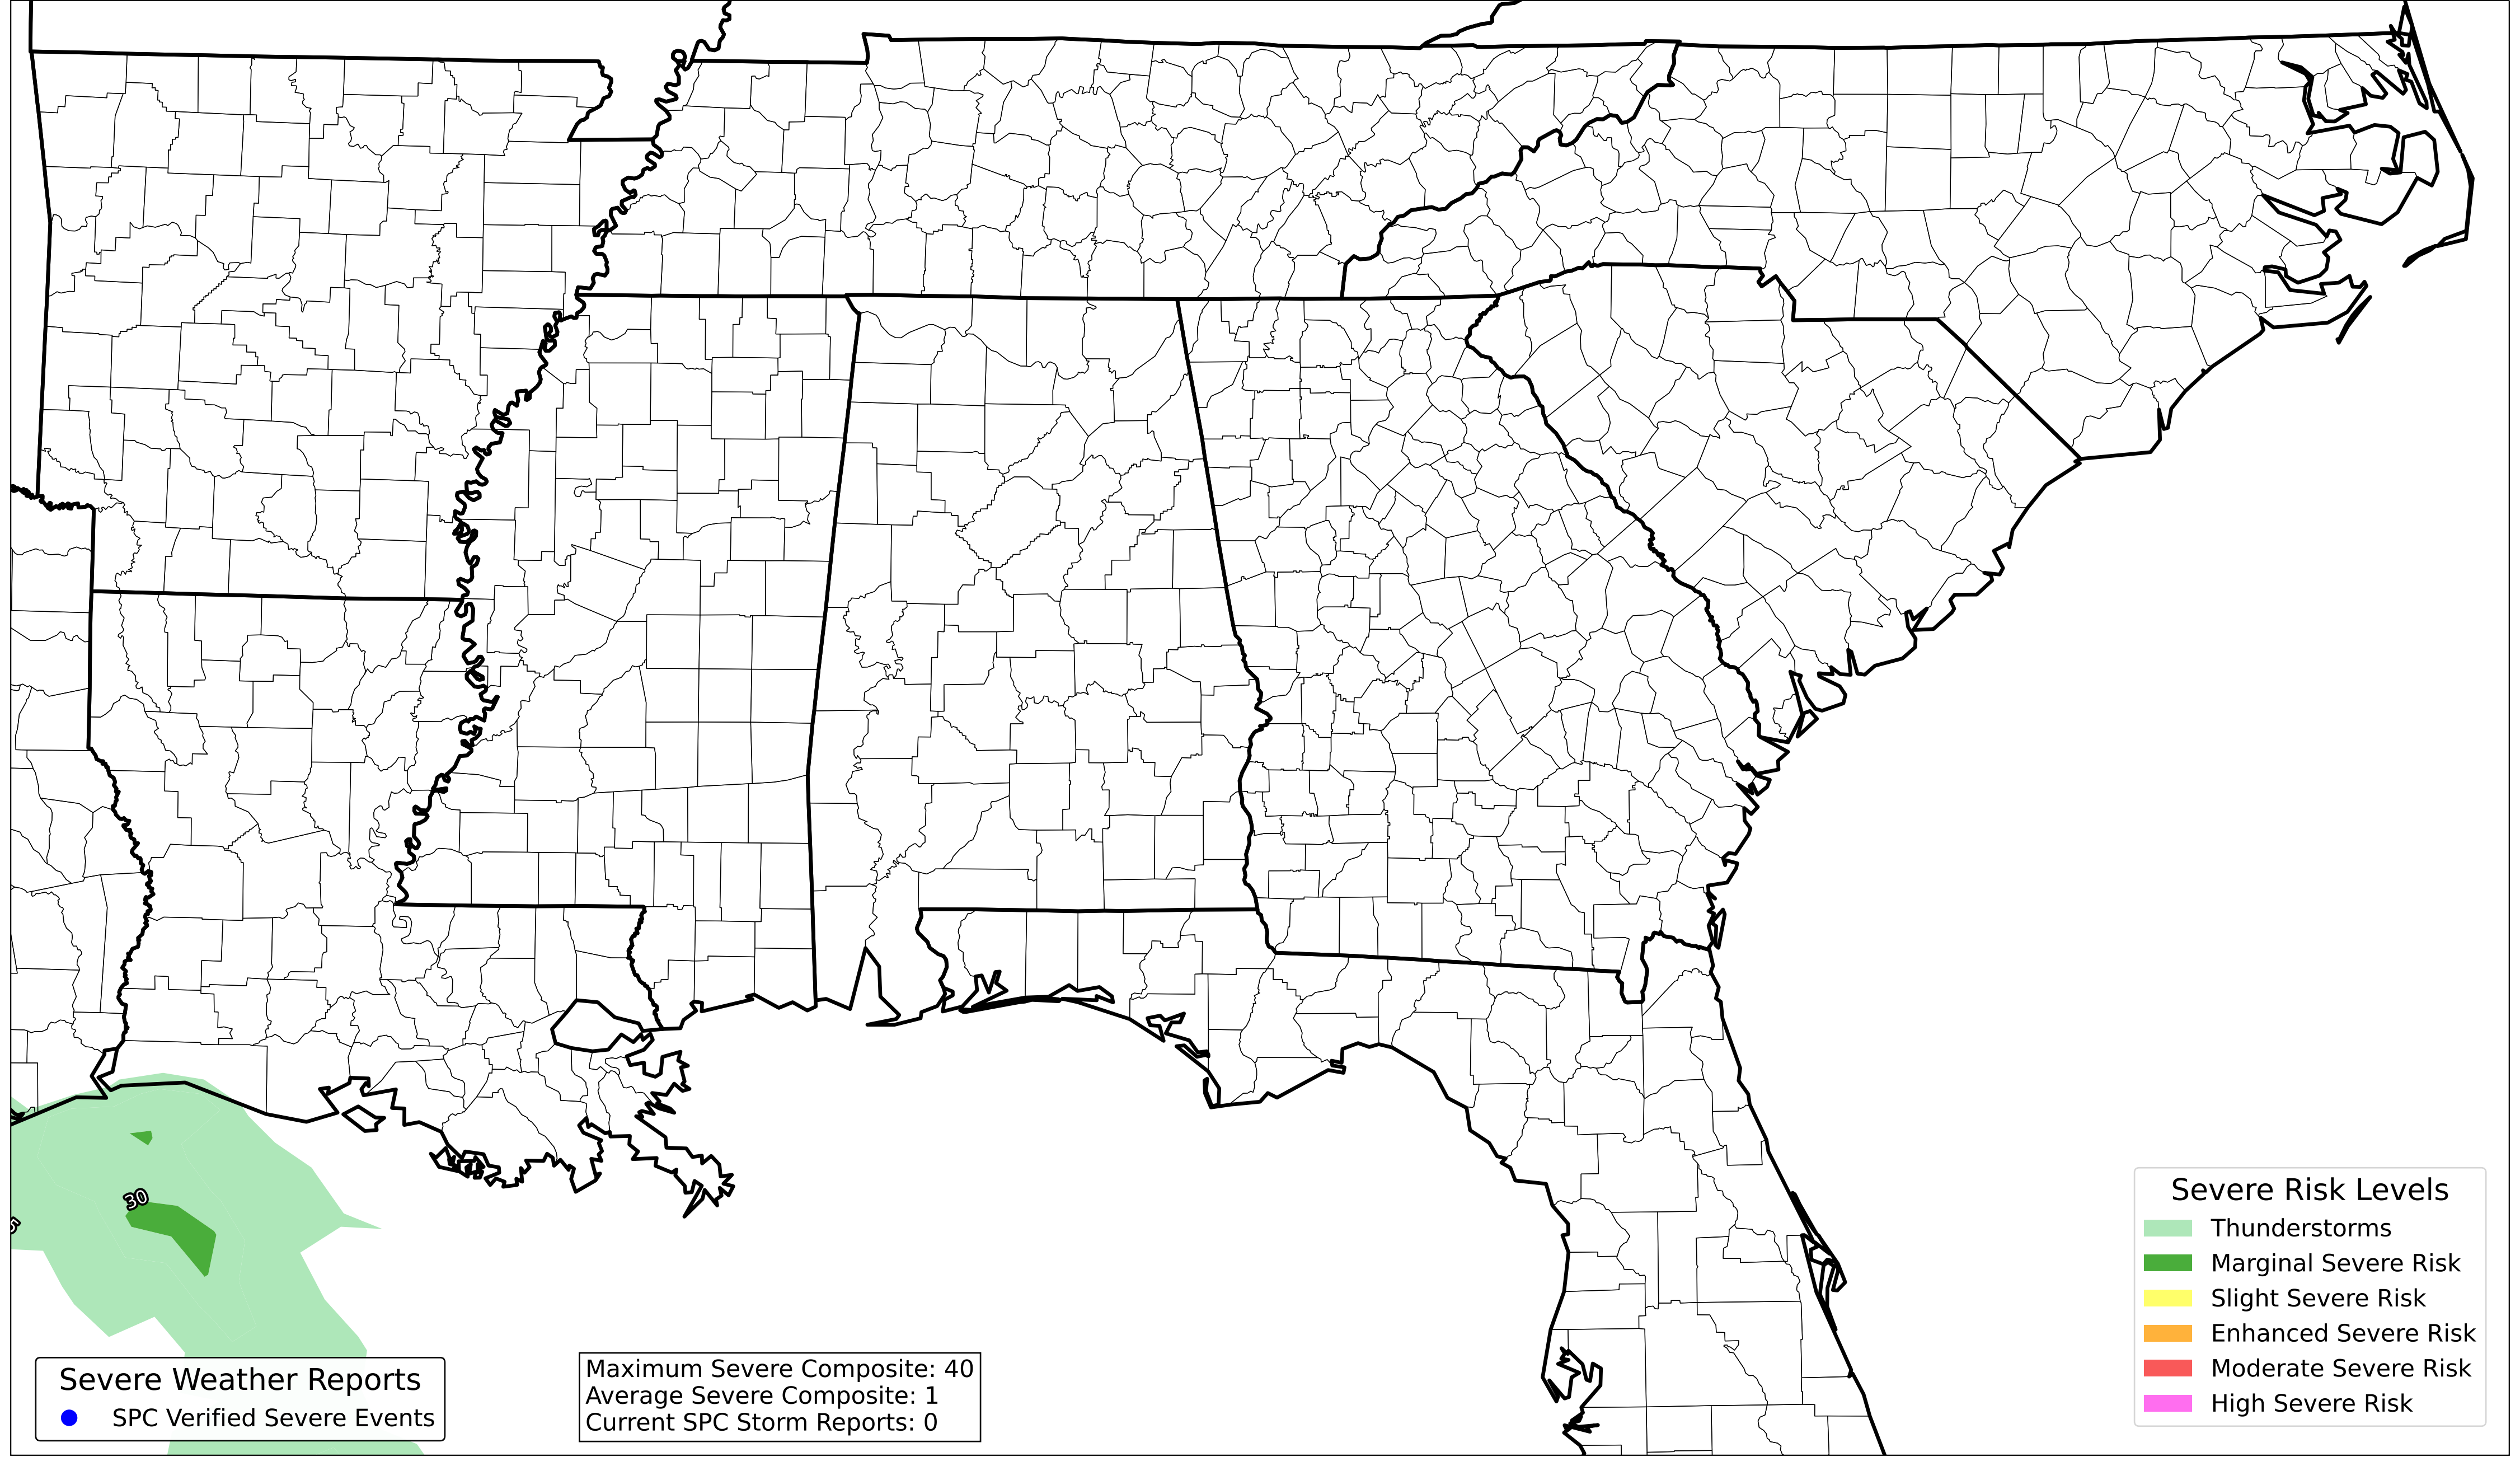 30
Severe Weather Reports
SPC Verified Severe Events
Maximum Severe Composite: 40
Average Severe Composite: 1
Current SPC Storm Reports: 0
Severe Risk Levels
Thunderstorms
Marginal Severe Risk
Slight Severe Risk
Enhanced Severe Risk
Moderate Severe Risk
High Severe Risk